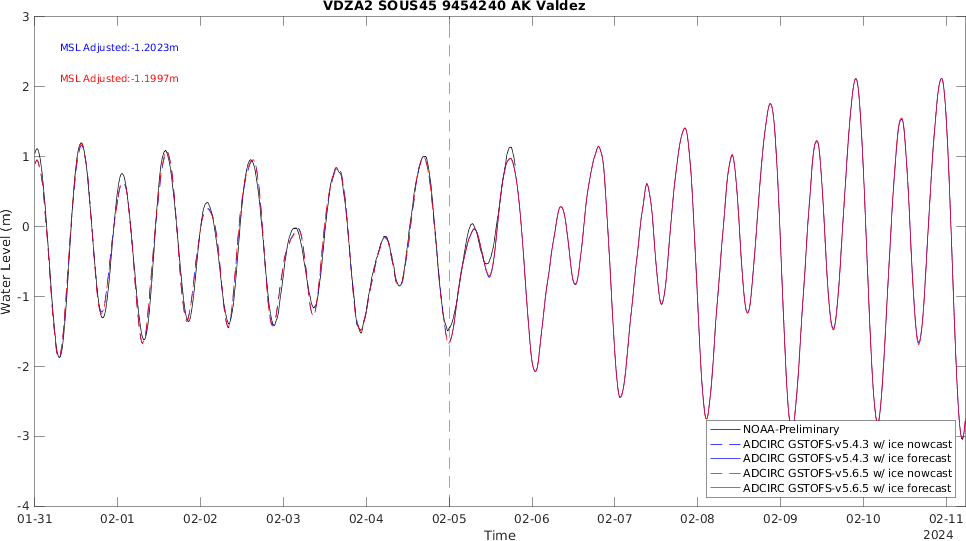 VDZA2 SOUS45 9454240 AK Valdez
3
MSL Adjusted:-1.2023m
MSL Adjusted:-1.1997m
2
1
0
-1
-2
-3
-4
Water Level (m)
NOAA-Preliminary
ADCIRC GSTOFS-v5.4.3 w/ ice nowcast
ADCIRC GSTOFS-v5.4.3 w/ ice forecast
ADCIRC GSTOFS-v5.6.5 w/ ice nowcast
ADCIRC GSTOFS-v5.6.5 w/ ice forecast
01-31 02-01 02-02 02-03 02-04 02-05 02-06 02-07 02-08 02-09 02-10 02-11
Time
2024